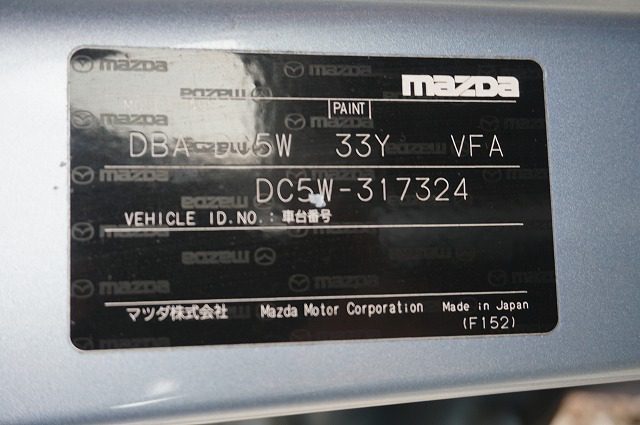 mazda
PAINT
DBA-DC5W 33Y VFA
DC5W-317324
VEHICLE ID.NO.:車台番号
マツダ株式会社 Mazda Motor Corporation Made in Japan
(F152)